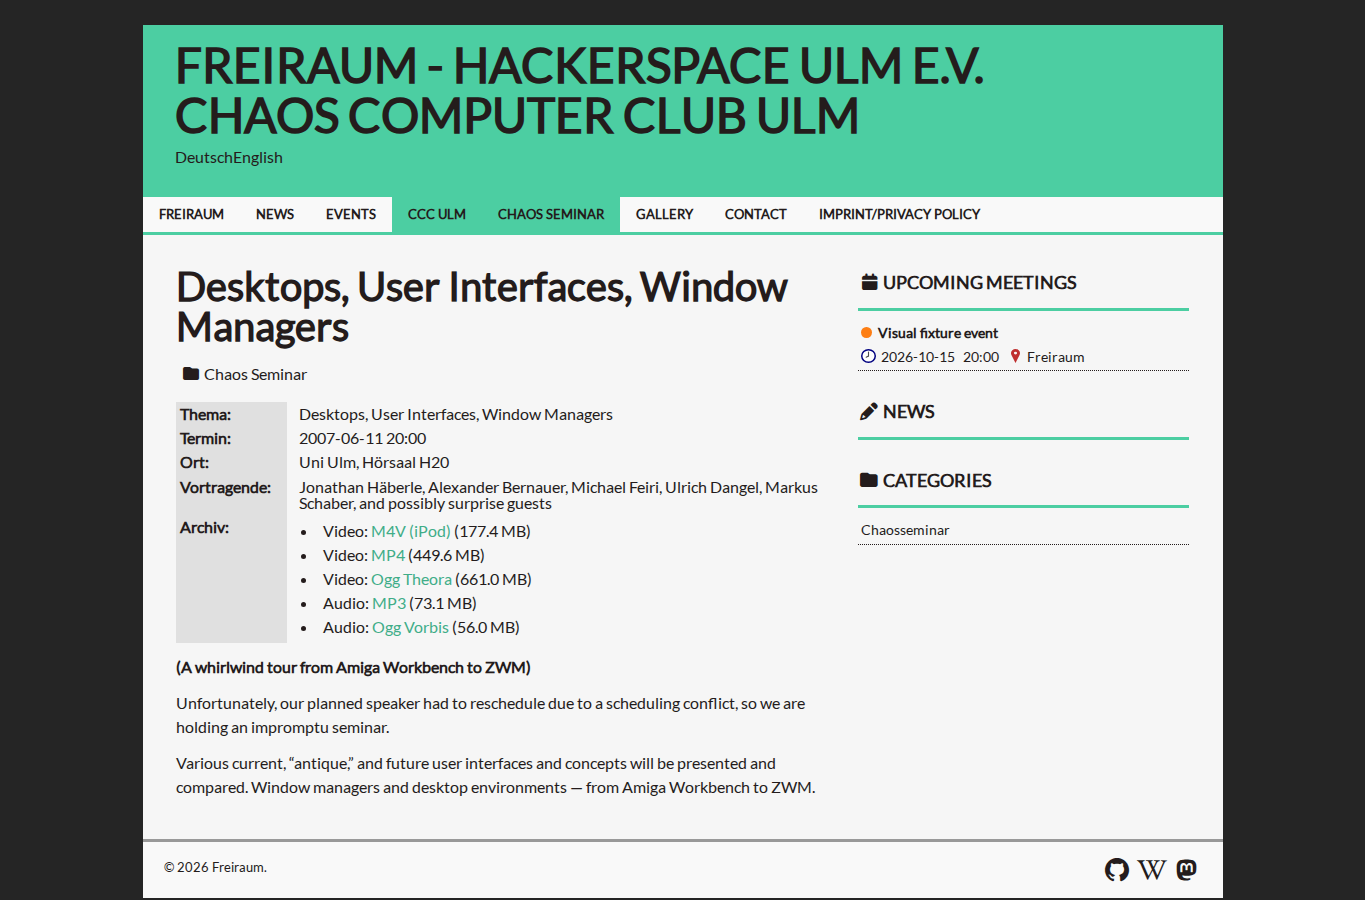 FREIRAUM - HACKERSPACE ULM E.V.
CHAOS COMPUTER CLUB ULM
DeutschEnglish
FREIRAUM NEWS EVENTS CCC ULM CHAOS SEMINAR GALLERY CONTACT IMPRINT/PRIVACY POLICY
Desktops, User Interfaces, Window
Managers
Chaos Seminar
Thema: Desktops, User Interfaces, Window Managers
Termin: 2007-06-11 20:00
Ort: Uni Ulm, Hörsaal H20
Vortragende: Jonathan Häberle, Alexander Bernauer, Michael Feiri, Ulrich Dangel, Markus
Schaber, and possibly surprise guests
Archiv:
• Video: M4V (iPod) (177.4 MB)
• Video: MP4 (449.6 MB)
• Video: Ogg Theora (661.0 MB)
• Audio: MP3 (73.1 MB)
• Audio: Ogg Vorbis (56.0 MB)
(A whirlwind tour from Amiga Workbench to ZWM)
Unfortunately, our planned speaker had to reschedule due to a scheduling conflict, so we are
holding an impromptu seminar.
Various current, “antique,” and future user interfaces and concepts will be presented and
compared. Window managers and desktop environments — from Amiga Workbench to ZWM.
UPCOMING MEETINGS
Visual fixture event
2026-10-15 20:00 Freiraum
NEWS
CATEGORIES
Chaosseminar
© 2026 Freiraum.
W